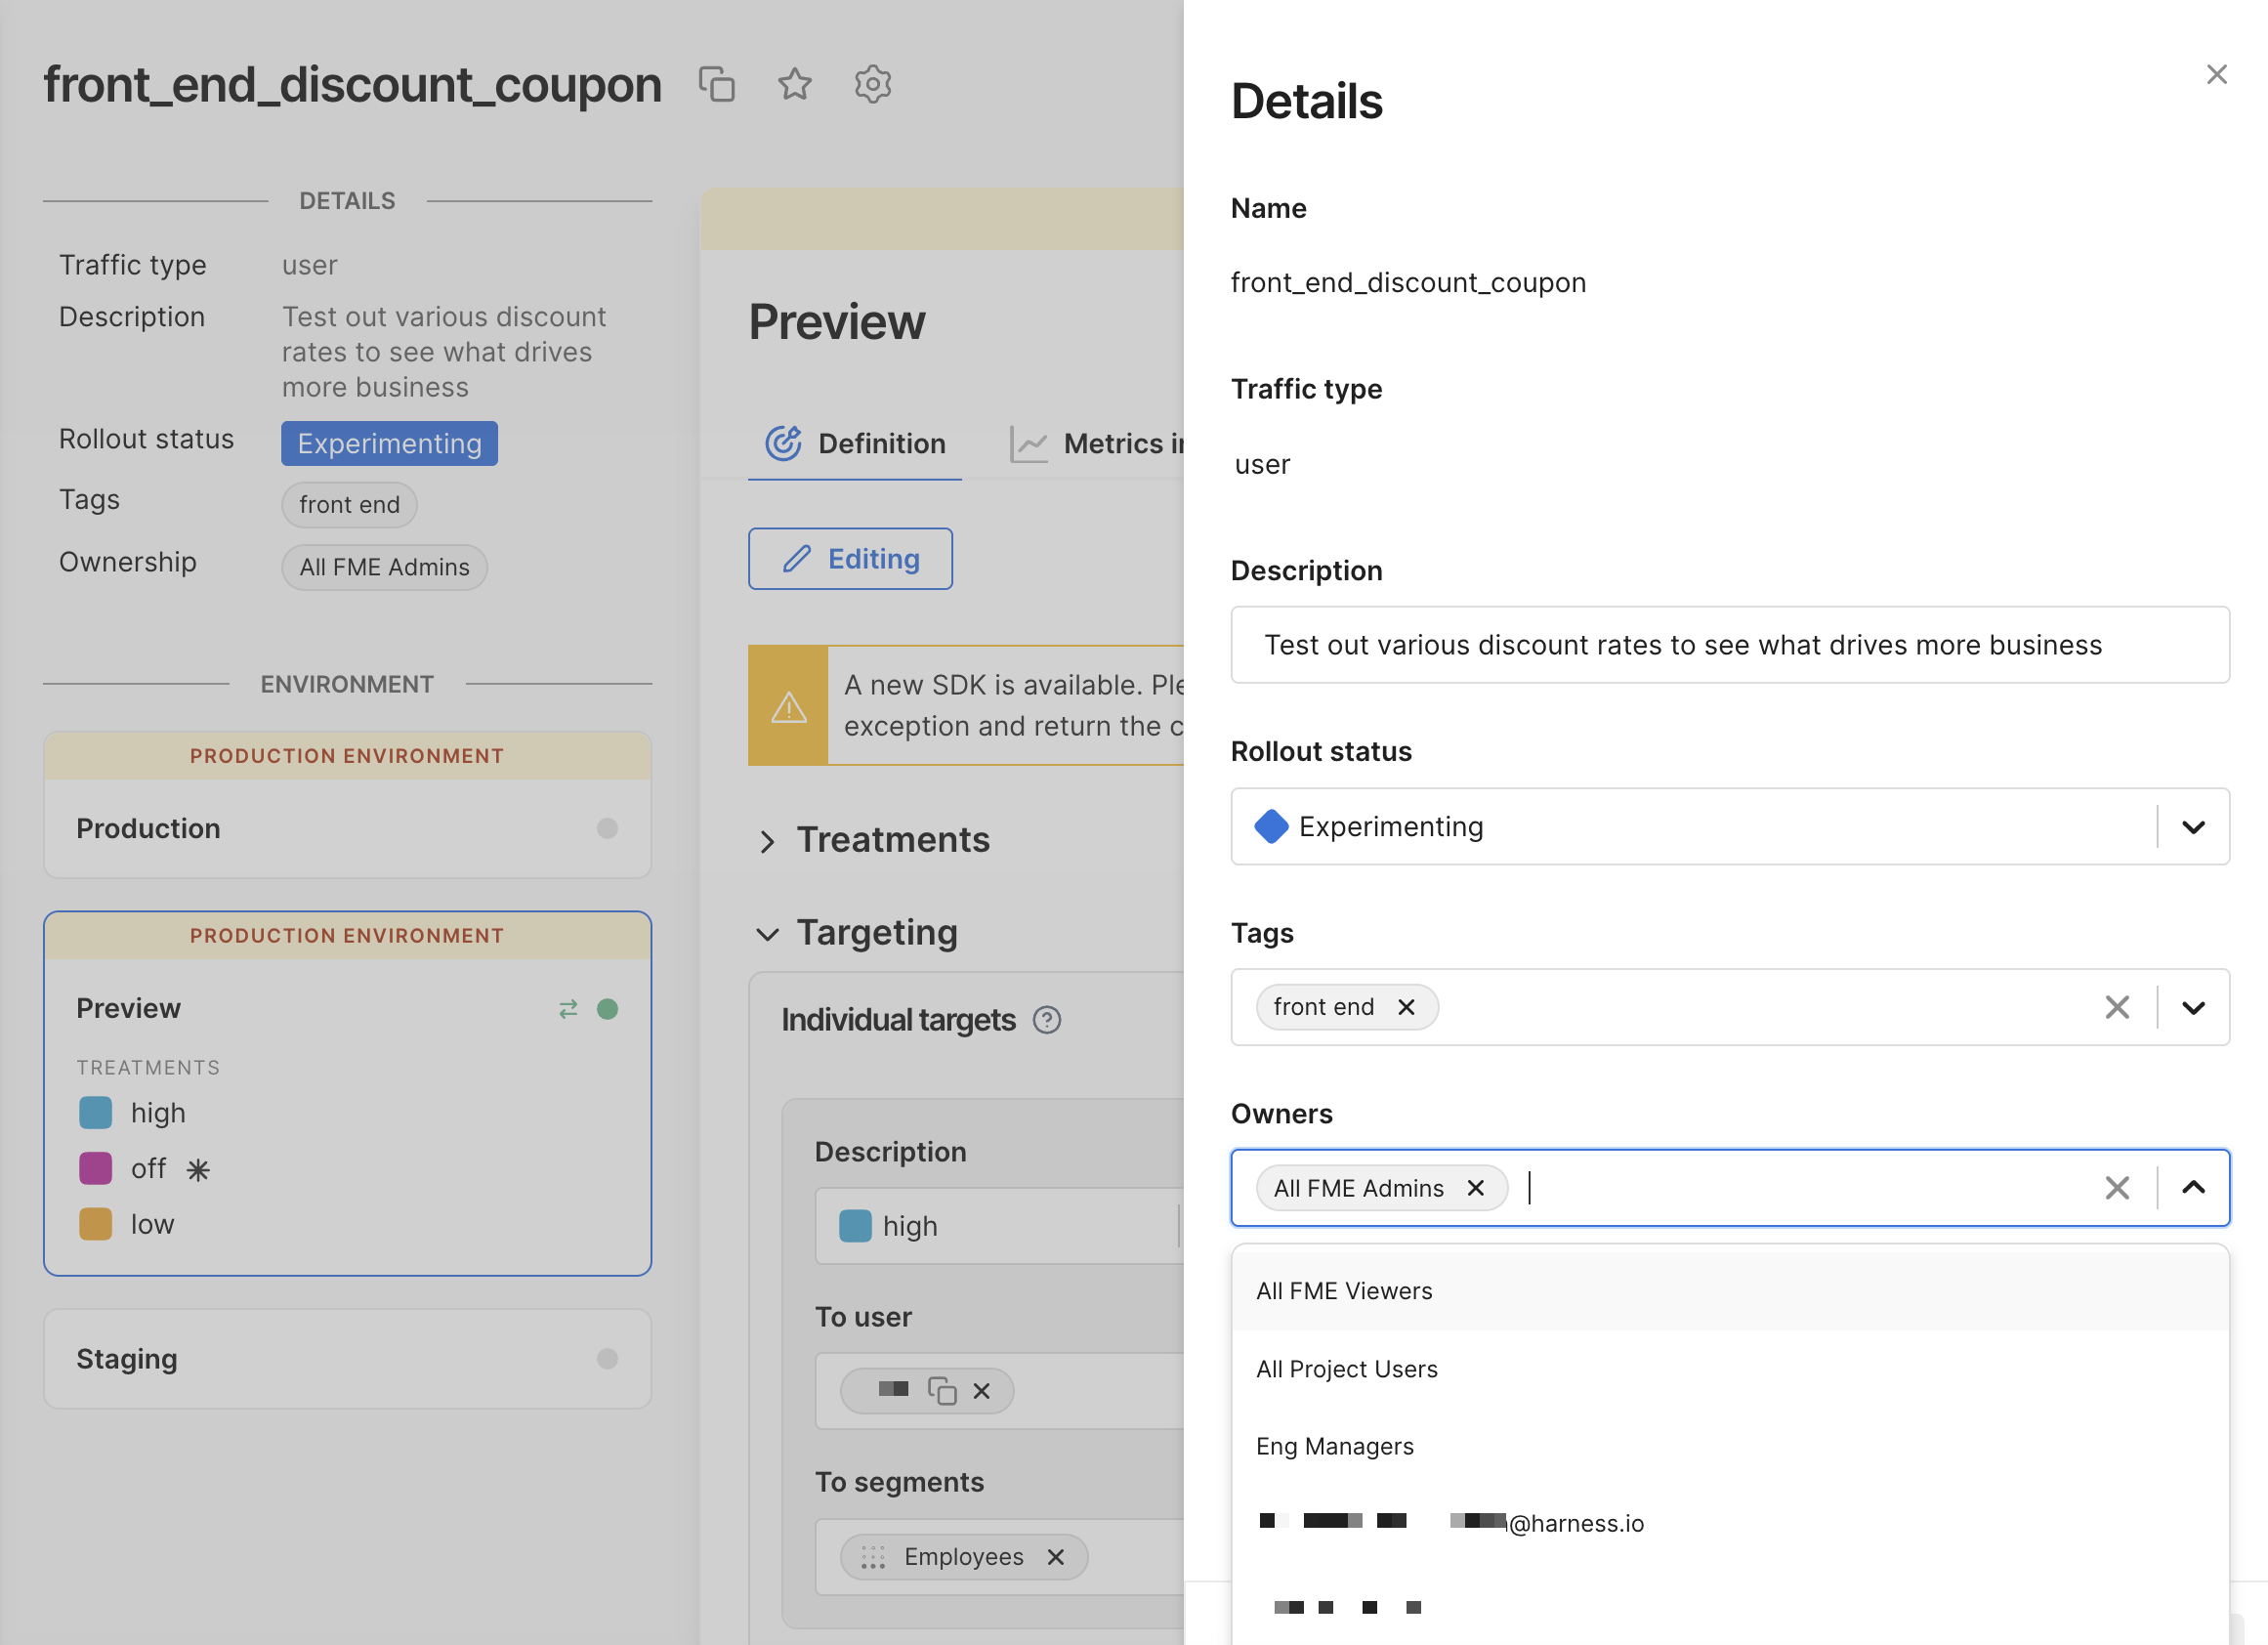 front_end_discount_coupon
DETAILS
Traffic type
user
Description
Test out various discount
rates to see what drives
more business
Rollout status
Experimenting
Tags
front end
Ownership
All FME Admins
ENVIRONMENT
PRODUCTION ENVIRONMENT
Production
PRODUCTION ENVIRONMENT
Preview
TREATMENTS
high
off
low
Staging
Preview
Definition
Metrics
Editing
A new SDK is available.
exception and return the
Treatments
Targeting
Individual targets
Description
high
To user
To segments
Employees
Details
Name
front_end_discount_coupon
Traffic type
user
Description
Test out various discount rates to see what drives more business
Rollout status
Experimenting
Tags
front end
Owners
All FME Admins
All FME Viewers
All Project Users
Eng Managers
@harness.io